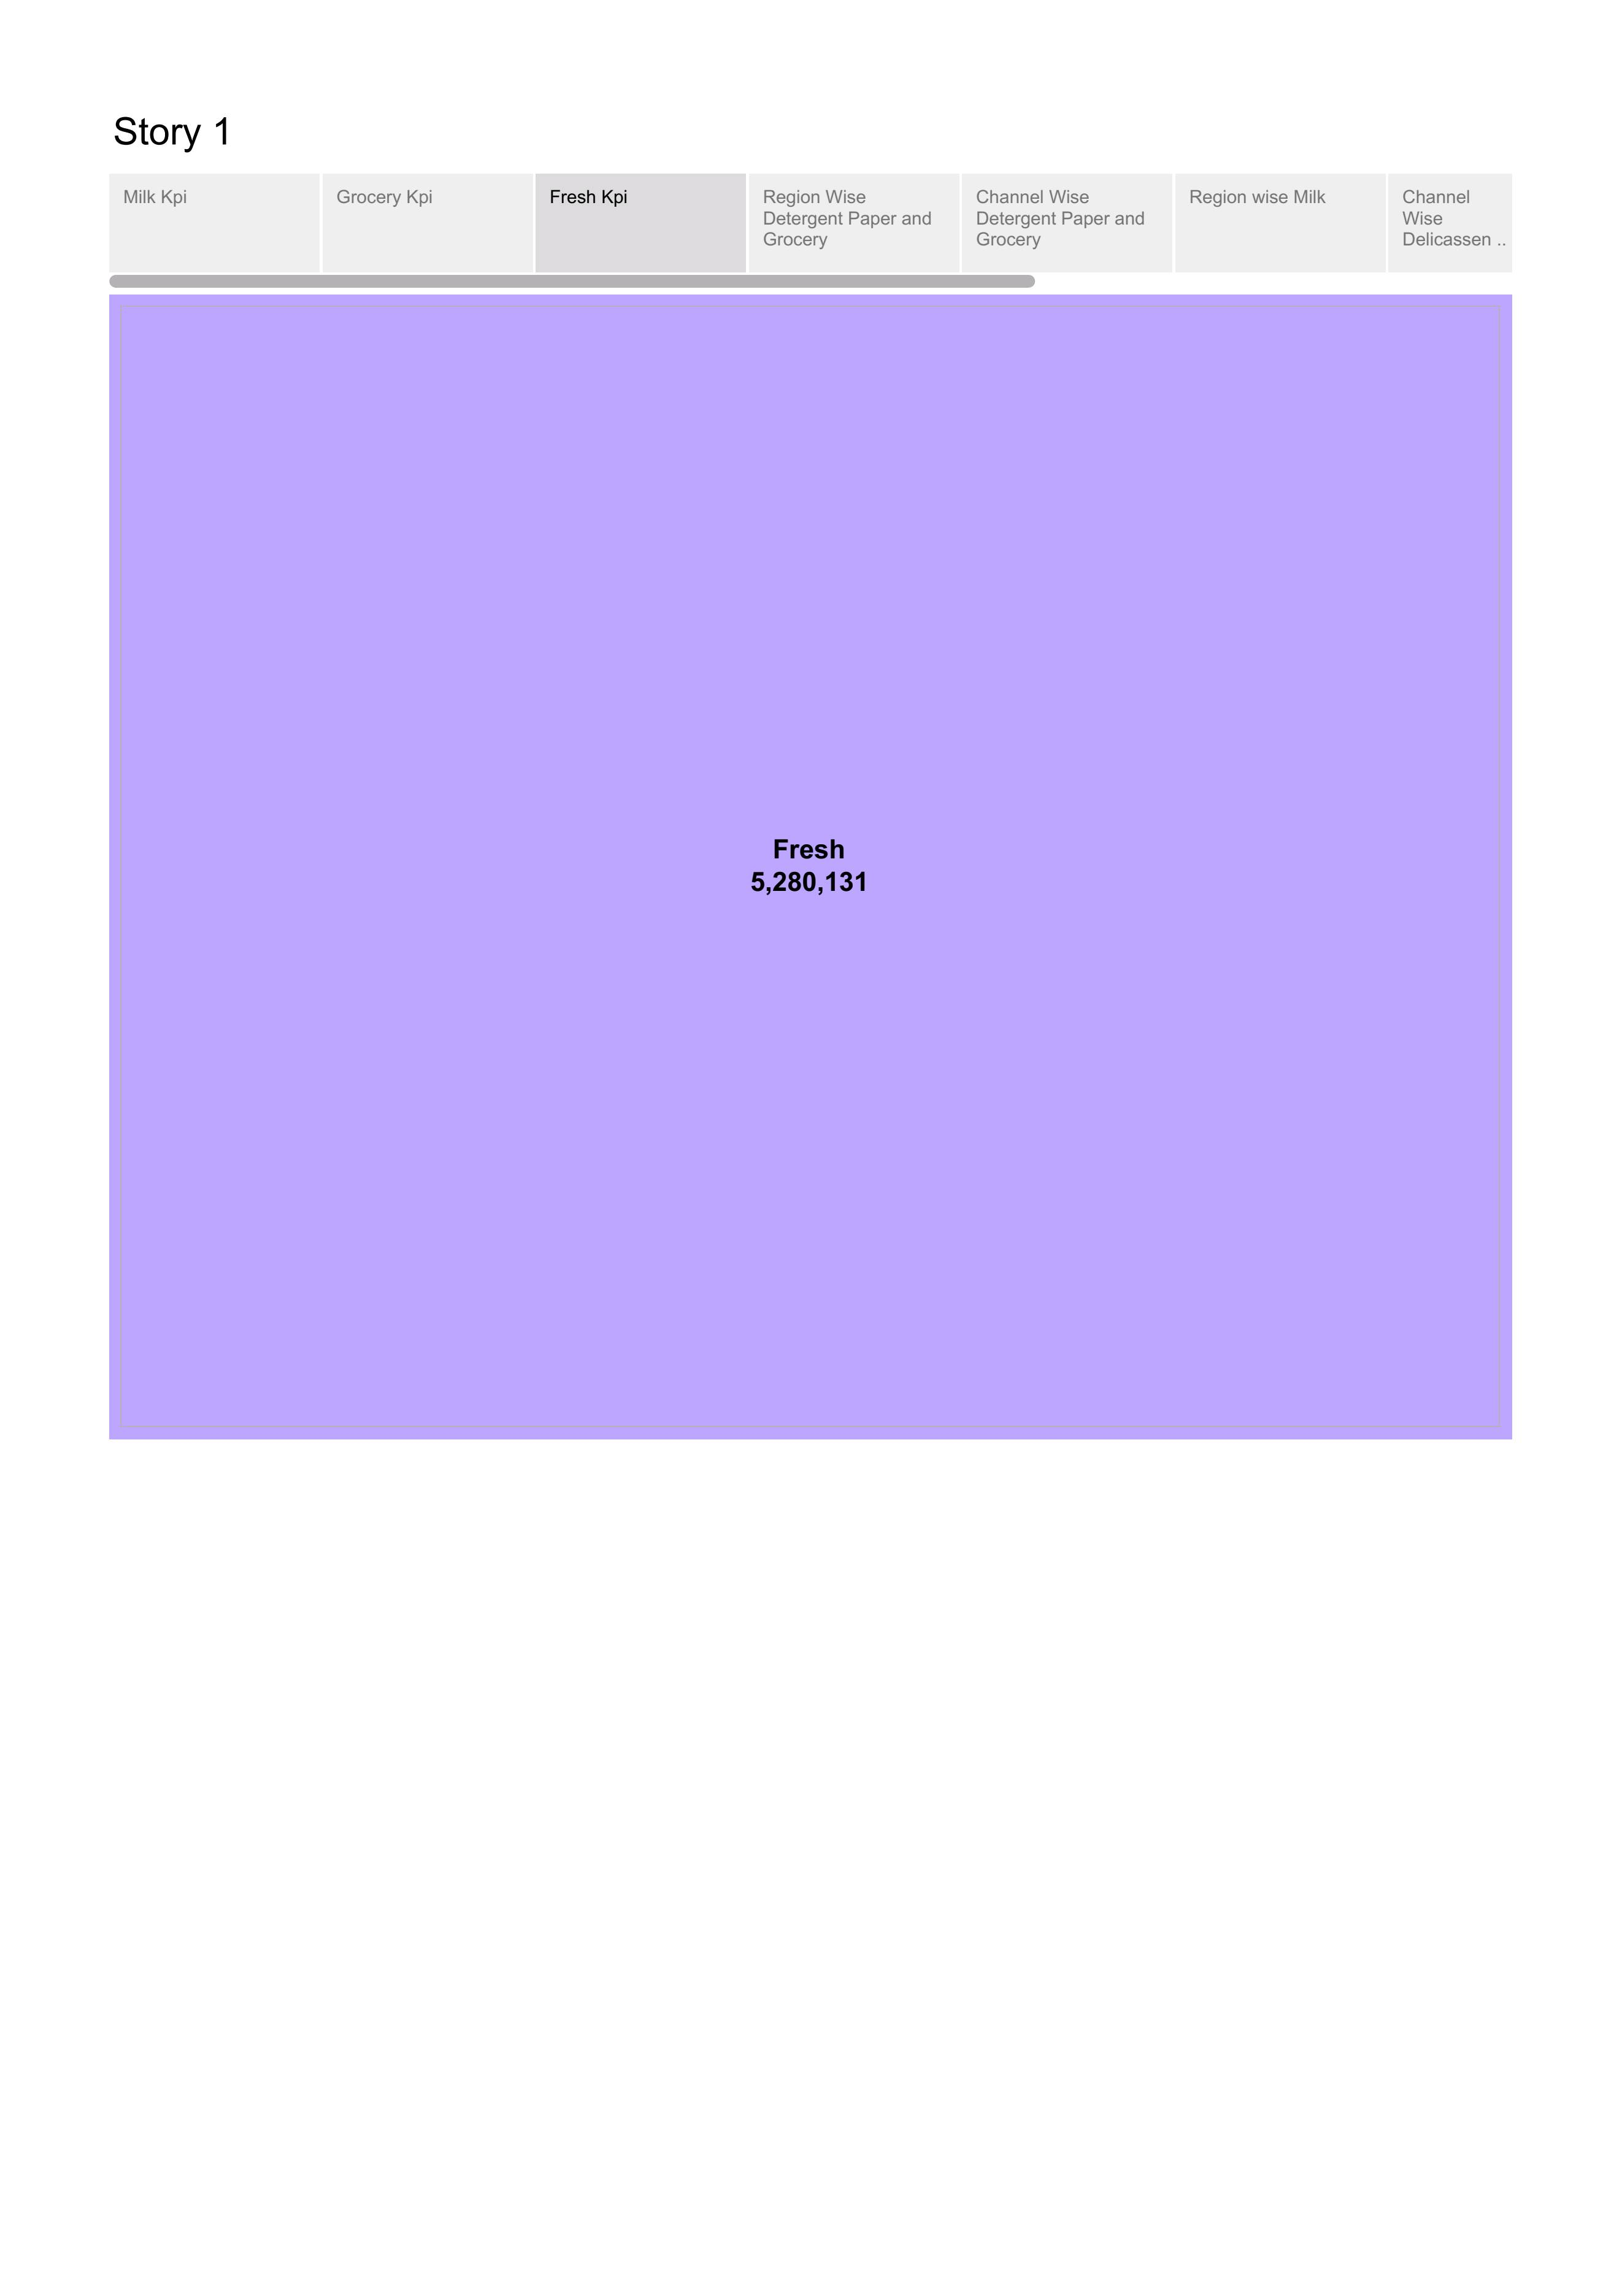 Story 1
Milk Kpi
Grocery Kpi
Fresh Kpi
Region Wise
Detergent Paper and
Grocery
Channel Wise
Detergent Paper and
Grocery
Region wise Milk
Channel
Wise
Delicassen ..
Fresh
5,280,131